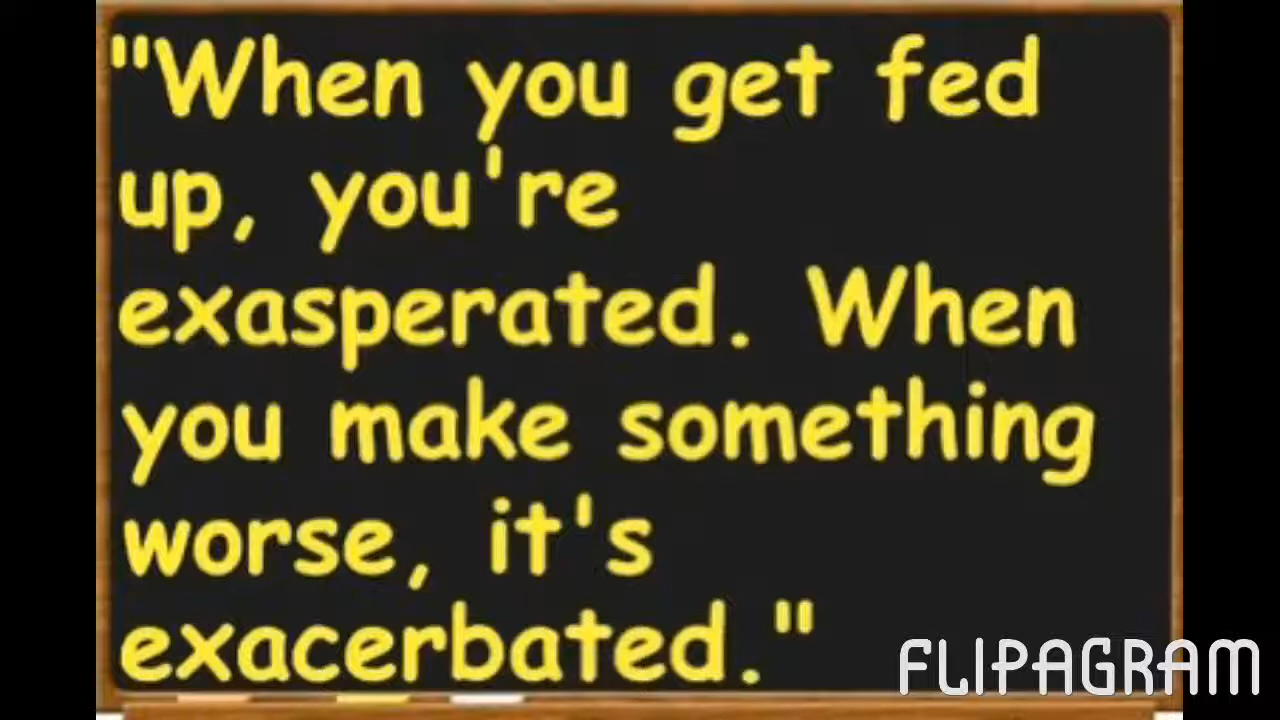 "When you get fed
up, you're
exasperated. When
you make something
worse, it's
exacerbated."
FLIPAGRAM